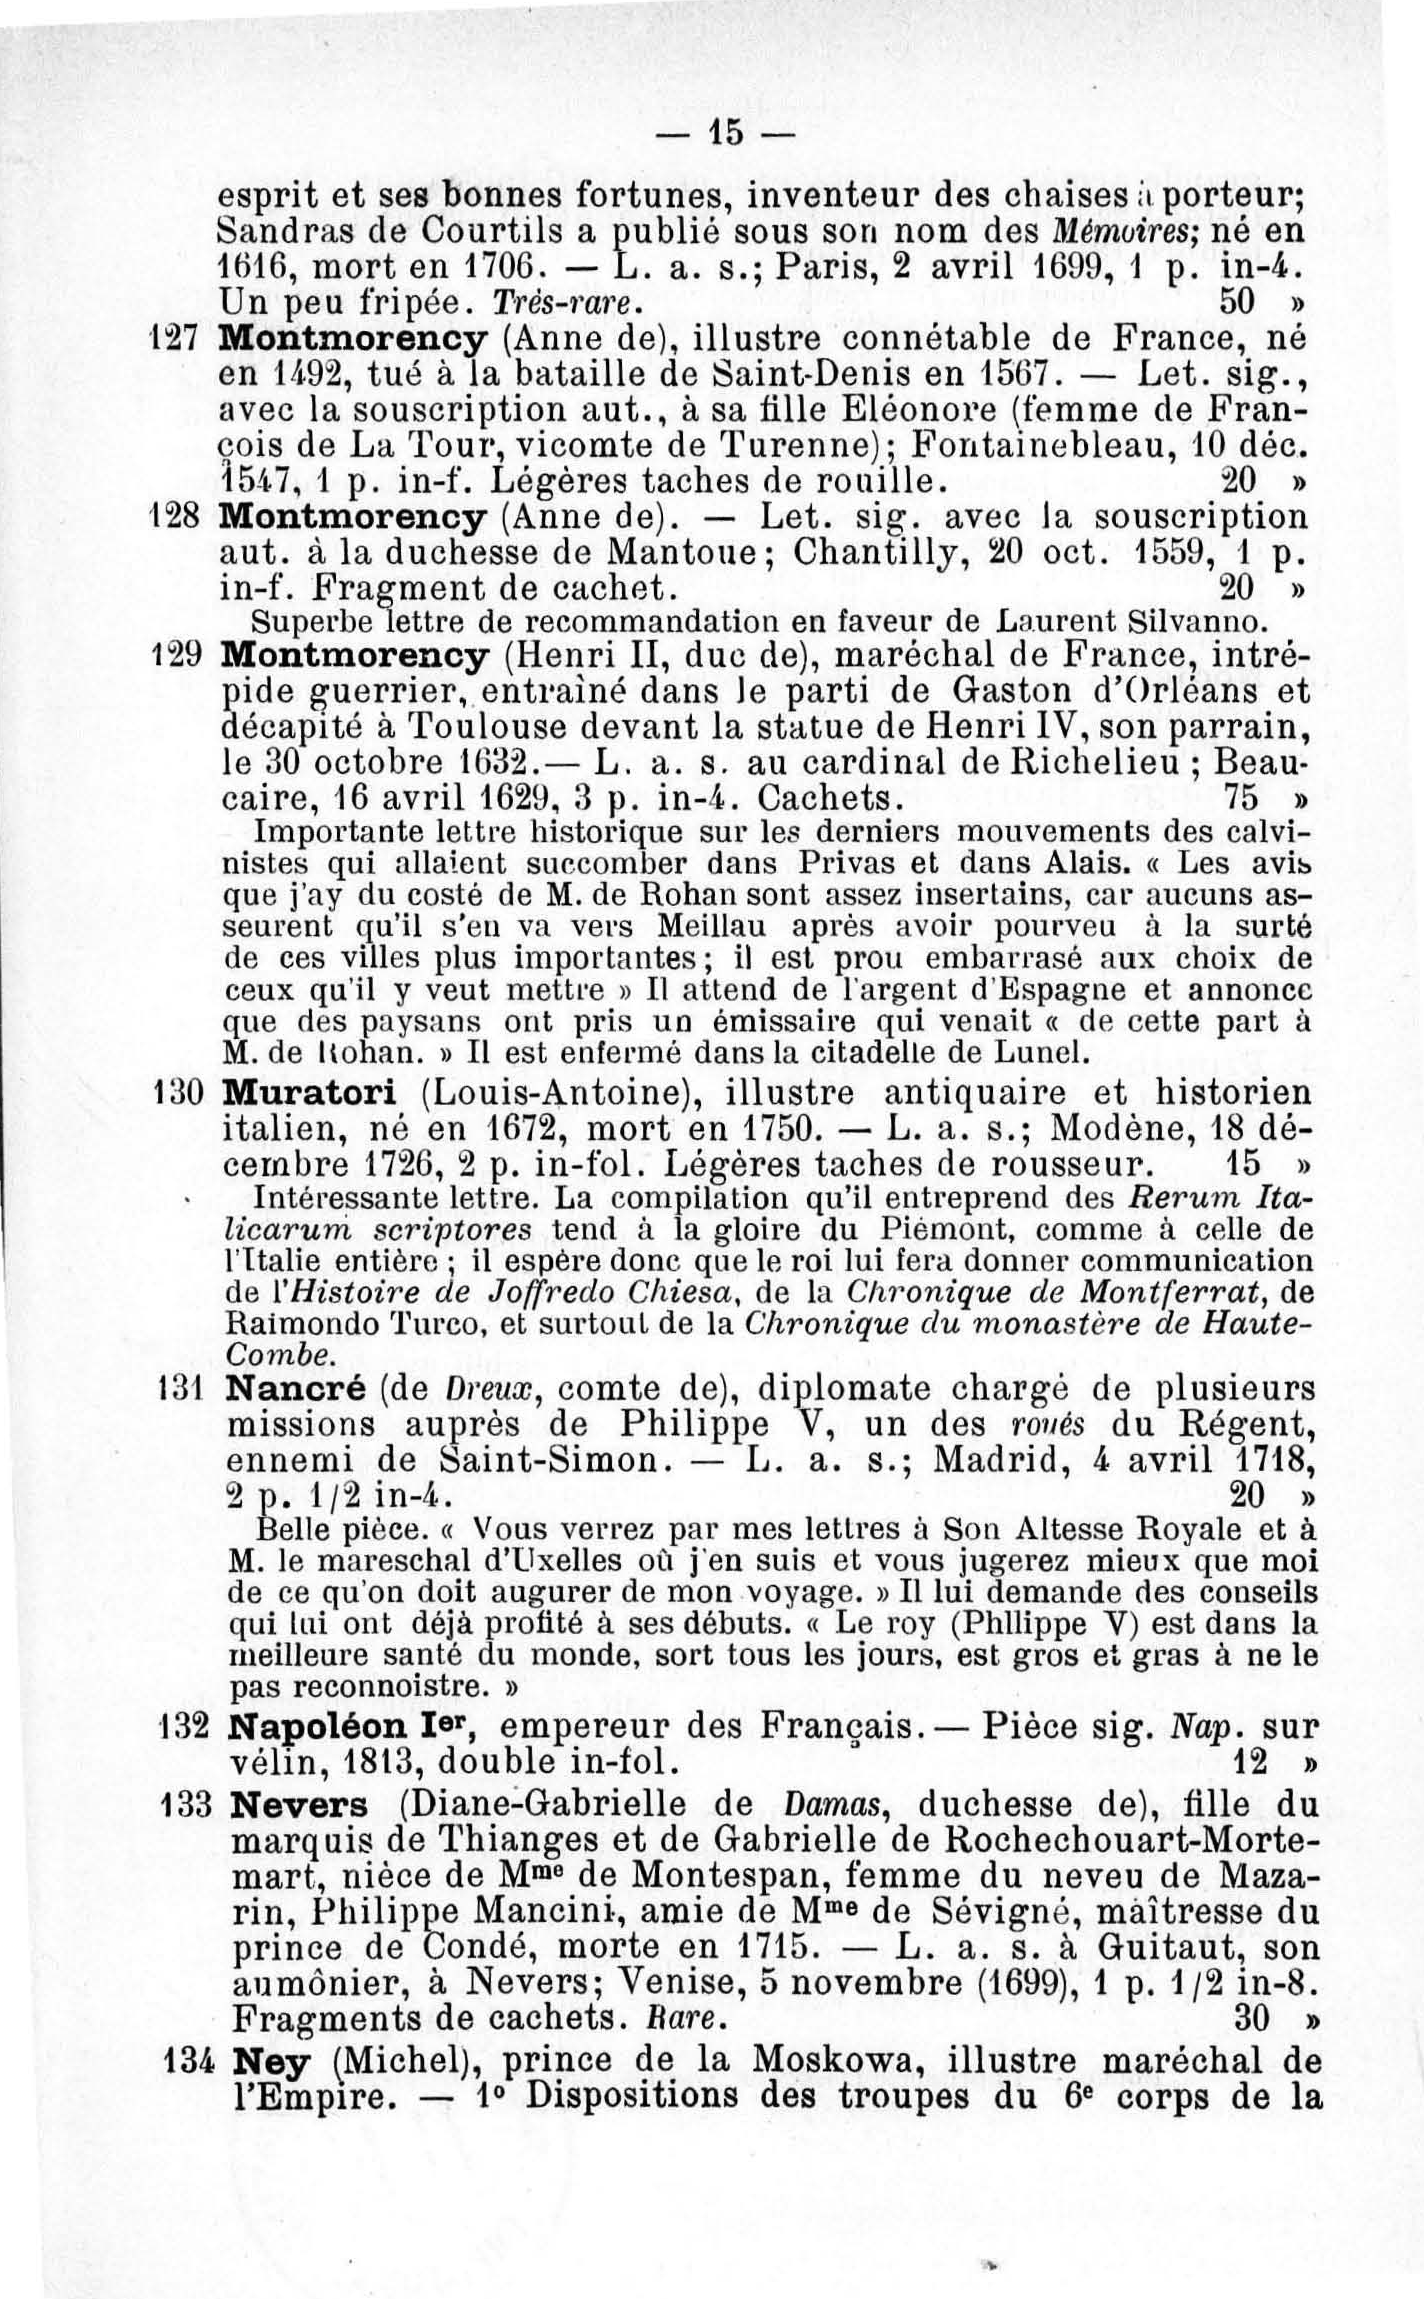 — 15 —
esprit et ses bonnes fortunes, inventeur des chaises à porteur;
Sandras de Courtils a publié sous son nom des Mémoires; né en
1616, mort en 1706. — L. a. s.; Paris, 2 avril 1699, 1 p. in-4.
Un peu fripée. Très-rare. 50 »
127 Montmorency (Anne de), illustre connétable de France, né
en 1492, tué à la bataille de Saint-Denis en 1567. — Let. sig.,
avec la souscription aut., à sa fille Eléonore (femme de Fran-
çois de La Tour, vicomte de Turenne); Fontainebleau, 10 déc.
1547, 1 p. in-f. Légères taches de rouille. 20 »
128 Montmorency (Anne de). — Let. sig. avec la souscription
aut. à la duchesse de Mantoue; Chantilly, 20 oct. 1559, 1 p.
in-f. Fragment de cachet. 20 »
Superbe lettre de recommandation en faveur de Laurent Silvanno.
129 Montmorency (Henri II, duc de), maréchal de France, intré-
pide guerrier, entraîné dans le parti de Gaston d'Orléans et
décapité à Toulouse devant la statue de Henri IV, son parrain,
le 30 octobre 1632.— L. a. s. au cardinal de Richelieu ; Beau-
caire, 16 avril 1629, 3 p. in-4. Cachets. 75 »
Importante lettre historique sur les derniers mouvements des calvi-
nistes qui allaient succomber dans Privas et dans Alais. « Les avis
que j'ay du costé de M. de Rohan sont assez insertains, car aucuns as-
seurent qu'il s'en va vers Meillau après avoir pourveu à la surté
de ces villes plus importantes; il est prou embarrasé aux choix de
ceux qu'il y veut mettre » Il attend de l'argent d'Espagne et annonce
que des paysans ont pris un émissaire qui venait « de cette part à
M. de Rohan. » Il est enfermé dans la citadelle de Lunel.
130 Muratori (Louis-Antoine), illustre antiquaire et historien
italien, né en 1672, mort en 1750. — L. a. s.; Modène, 18 dé-
cembre 1726, 2 p. in-fol. Légères taches de rousseur. 15 »
Intéressante lettre. La compilation qu'il entreprend des Rerum Ita-
licarum scriptores tend à la gloire du Piémont, comme à celle de
l'Italie entière ; il espère donc que le roi lui fera donner communication
de l'Histoire de Joffredo Chiesa, de la Chronique de Montferrat, de
Raimondo Turco, et surtout de la Chronique du monastère de Haute-
Combe.
131 Nancré (de Dreux, comte de), diplomate chargé de plusieurs
missions auprès de Philippe V, un des roués du Régent,
ennemi de Saint-Simon. — L. a. s.; Madrid, 4 avril 1718,
2 p. 1/2 in-4. 20 »
Belle pièce. « Vous verrez par mes lettres à Son Altesse Royale et à
M. le mareschal d'Uxelles où j'en suis et vous jugerez mieux que moi
de ce qu'on doit augurer de mon voyage. » Il lui demande des conseils
qui lui ont déjà profité à ses débuts. « Le roy (Phllippe V) est dans la
meilleure santé du monde, sort tous les jours, est gros et gras à ne le
pas reconnoistre. »
132 Napoléon Ier, empereur des Français. — Pièce sig. Nap. sur
vélin, 1813, double in-fol. 12 »
133 Nevers (Diane-Gabrielle de Damas, duchesse de), fille du
marquis de Thianges et de Gabrielle de Rochechouart-Morte-
mart, nièce de Mme de Montespan, femme du neveu de Maza-
rin, Philippe Mancini, amie de Mme de Sévigné, maîtresse du
prince de Condé, morte en 1715. — L. a. s. à Guitaut, son
aumônier, à Nevers; Venise, 5 novembre (1699), 1 p. 1/2 in-8.
Fragments de cachets. Rare. 30 »
134 Ney (Michel), prince de la Moskowa, illustre maréchal de
l'Empire. — 1º Dispositions des troupes du 6e corps de la